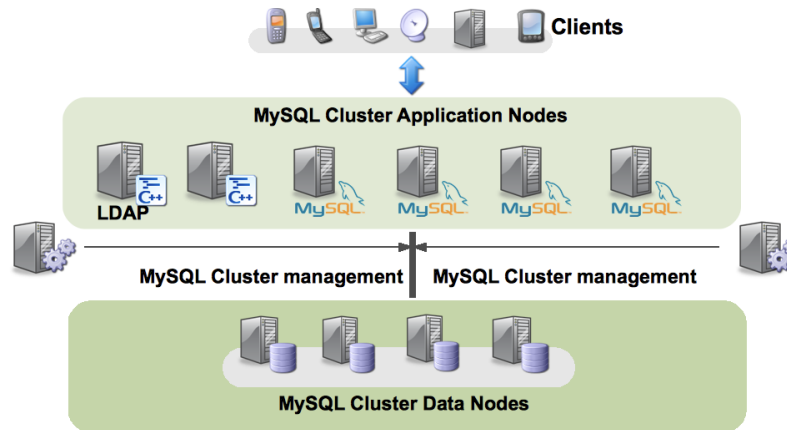 Clients
MySQL Cluster Application Nodes
C++
C++
LDAP
MySQL
MySQL
MySQL
MySQL
MySQL Cluster management
MySQL Cluster management
MySQL Cluster Data Nodes